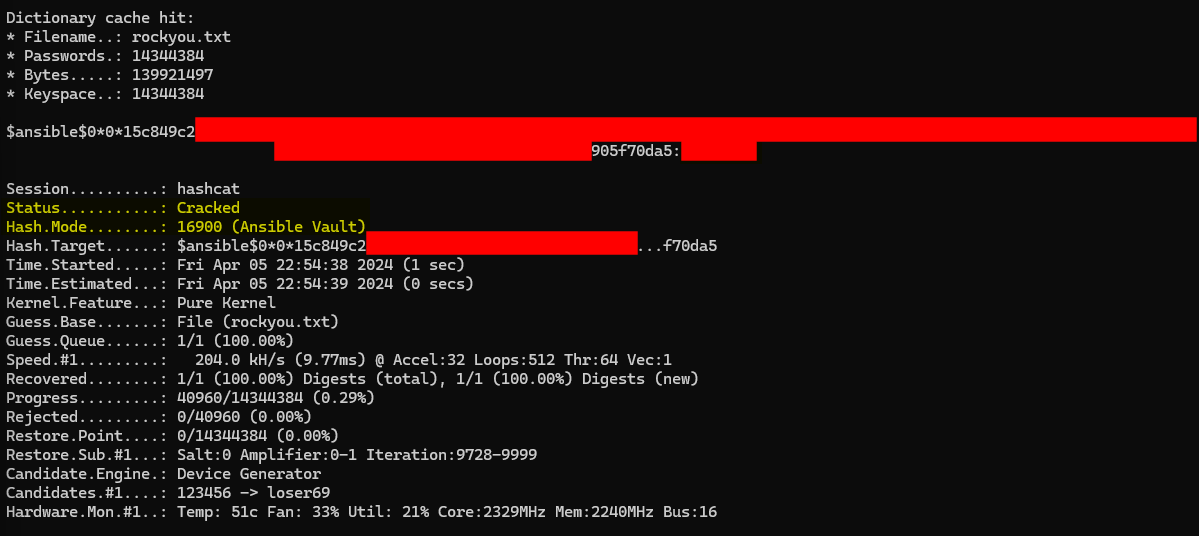 Dictionary cache hit:
* Filename..: rockyou.txt
* Passwords.: 14344384
* Bytes.....: 139921497
* Keyspace..: 14344384
$ansible$0*0*15c849c2
905f70da5:
Session..........: hashcat
Status...........: Cracked
Hash.Mode........: 16900 (Ansible Vault)
Hash.Target......: $ansible$0*0*15c849c2...f70da5
Time.Started.....: Fri Apr 05 22:54:38 2024 (1 sec)
Time.Estimated...: Fri Apr 05 22:54:39 2024 (0 secs)
Kernel.Feature...: Pure Kernel
Guess.Base.......: File (rockyou.txt)
Guess.Queue......: 1/1 (100.00%)
Speed.#1.........:   204.0 kH/s (9.77ms) @ Accel:32 Loops:512 Thr:64 Vec:1
Recovered........: 1/1 (100.00%) Digests (total), 1/1 (100.00%) Digests (new)
Progress.........: 40960/14344384 (0.29%)
Rejected.........: 0/40960 (0.00%)
Restore.Point....: 0/14344384 (0.00%)
Restore.Sub.#1...: Salt:0 Amplifier:0-1 Iteration:9728-9999
Candidate.Engine.: Device Generator
Candidates.#1....: 123456 -> loser69
Hardware.Mon.#1..: Temp: 51c Fan: 33% Util: 21% Core:2329MHz Mem:2240MHz Bus:16